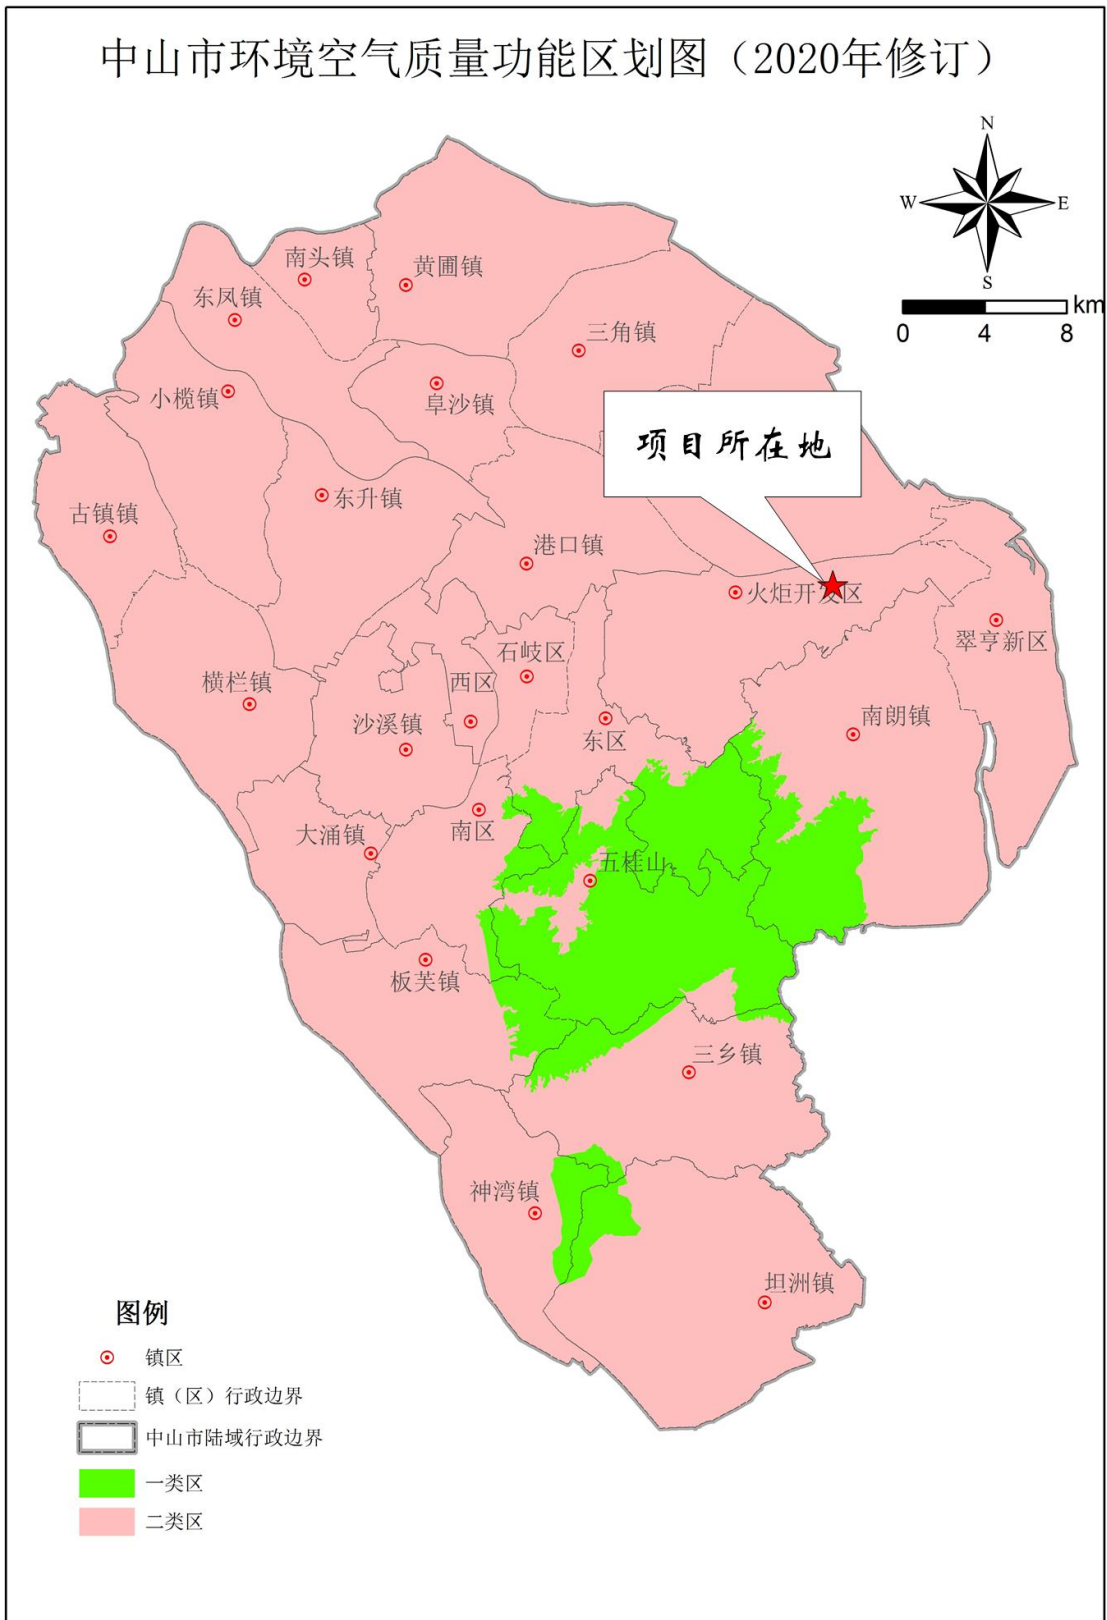 中山市环境空气质量功能区划图（2020年修订）
N
W
E
S
km
0 4 8
南头镇
黄圃镇
东凤镇
三角镇
小榄镇
阜沙镇
项目所在地
东升镇
古镇镇
港口镇
火炬开发区
翠亨新区
石岐区
西区
横栏镇
沙溪镇
东区
南朗镇
南区
大涌镇
五桂山
板芙镇
三乡镇
神湾镇
坦洲镇
图例
镇区
镇（区）行政边界
中山市陆域行政边界
一类区
二类区